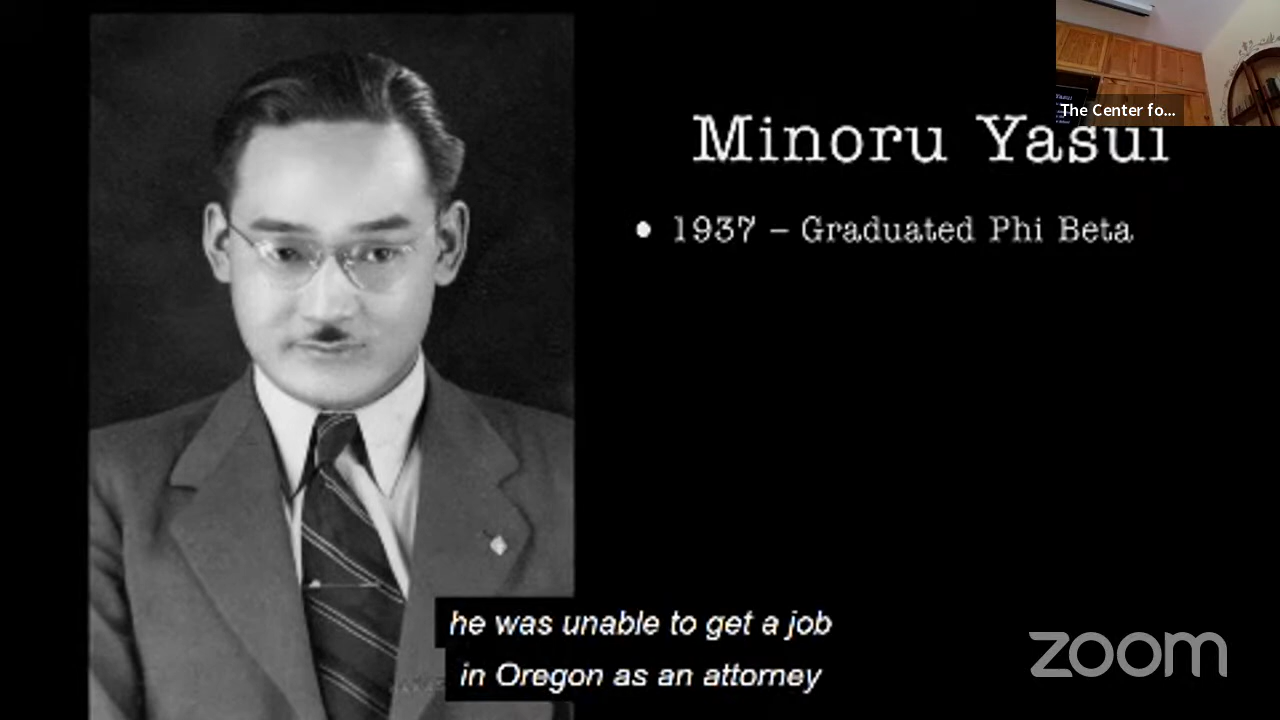 The Center fo...
Minoru Yasui
• 1937 – Graduated Phi Beta
he was unable to get a job
in Oregon as an attorney
zoom